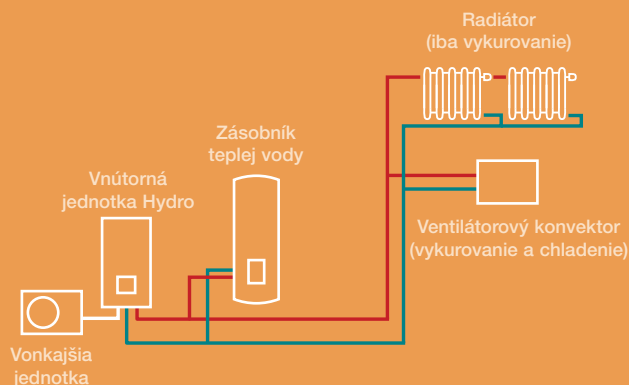 Radiátor
(iba vykurovanie)
Zásobník
teplej vody
Vnútorná
jednotka Hydro
Ventilátorový konvektor
(vykurovanie a chladenie)
Vonkajšia
jednotka